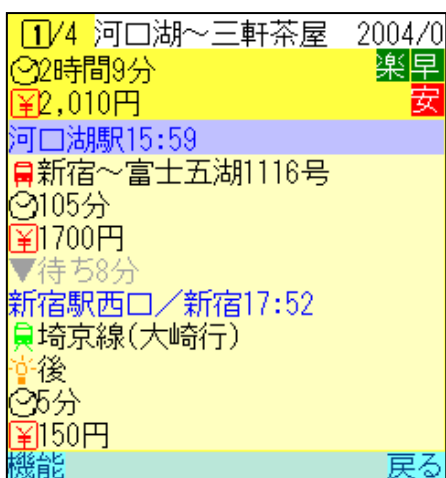 1/4 河口湖～三軒茶屋 2004/0
2時間9分 楽早
¥2,010円 安
河口湖駅15:59
新宿～富士五湖1116号
105分
¥1700円
▼待ち8分
新宿駅西口／新宿17:52
埼京線(大崎行)
後
5分
¥150円
機能 戻る